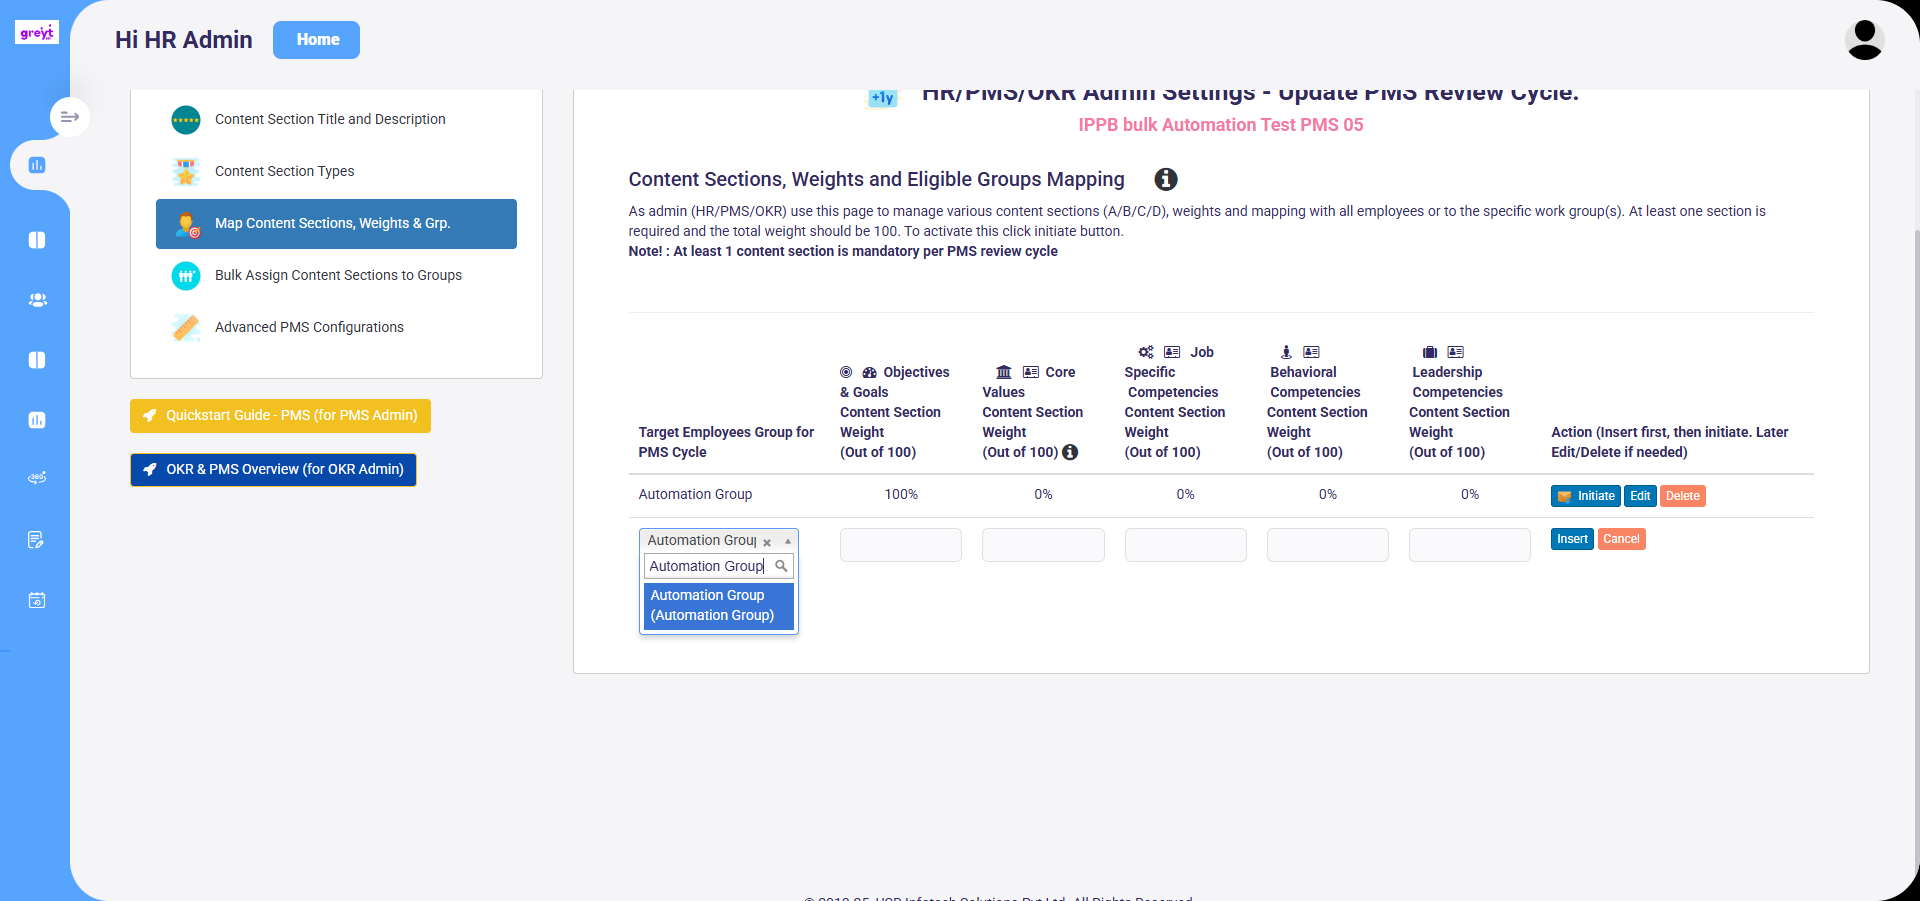 greyt
Hi HR Admin
Home
HR/PMS/OKR Admin Settings - Update PMS Review Cycle.
+1y
IPPB bulk Automation Test PMS 05
Content Section Title and Description
Content Section Types
Map Content Sections, Weights & Grp.
Bulk Assign Content Sections to Groups
Advanced PMS Configurations
Quickstart Guide - PMS (for PMS Admin)
OKR & PMS Overview (for OKR Admin)
360°
Content Sections, Weights and Eligible Groups Mapping
As admin (HR/PMS/OKR) use this page to manage various content sections (A/B/C/D), weights and mapping with all employees or to the specific work group(s). At least one section is
required and the total weight should be 100. To activate this click initiate button.
Note! : At least 1 content section is mandatory per PMS review cycle
Target Employees Group for
PMS Cycle
Objectives
& Goals
Content Section
Weight
(Out of 100)
Core
Values
Content Section
Weight
(Out of 100)
Job
Specific
Competencies
Content Section
Weight
(Out of 100)
Behavioral
Competencies
Content Section
Weight
(Out of 100)
Leadership
Competencies
Content Section
Weight
(Out of 100)
Action (Insert first, then initiate. Later
Edit/Delete if needed)
Automation Group 100% 0% 0% 0% 0% Initiate Edit Delete
Automation Group
Insert Cancel
Automation Group
Automation Group
(Automation Group)